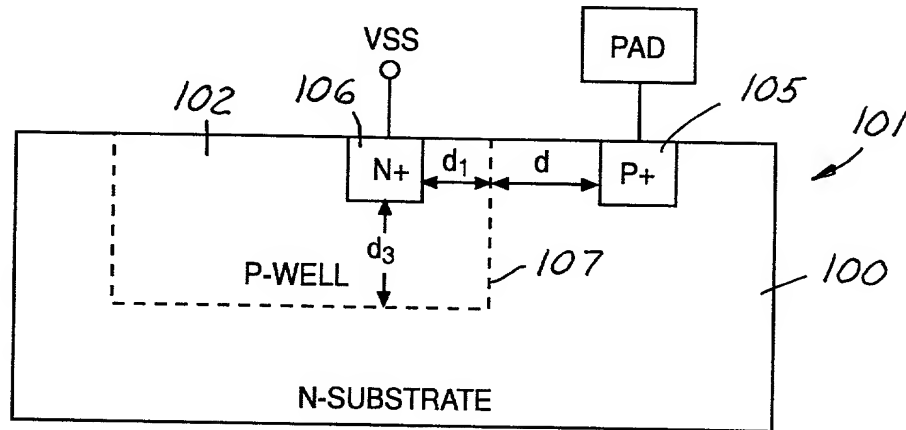 VSS
PAD
102
106
105
101
N+
d1
d
P+
d3
P-WELL
107
100
N-SUBSTRATE